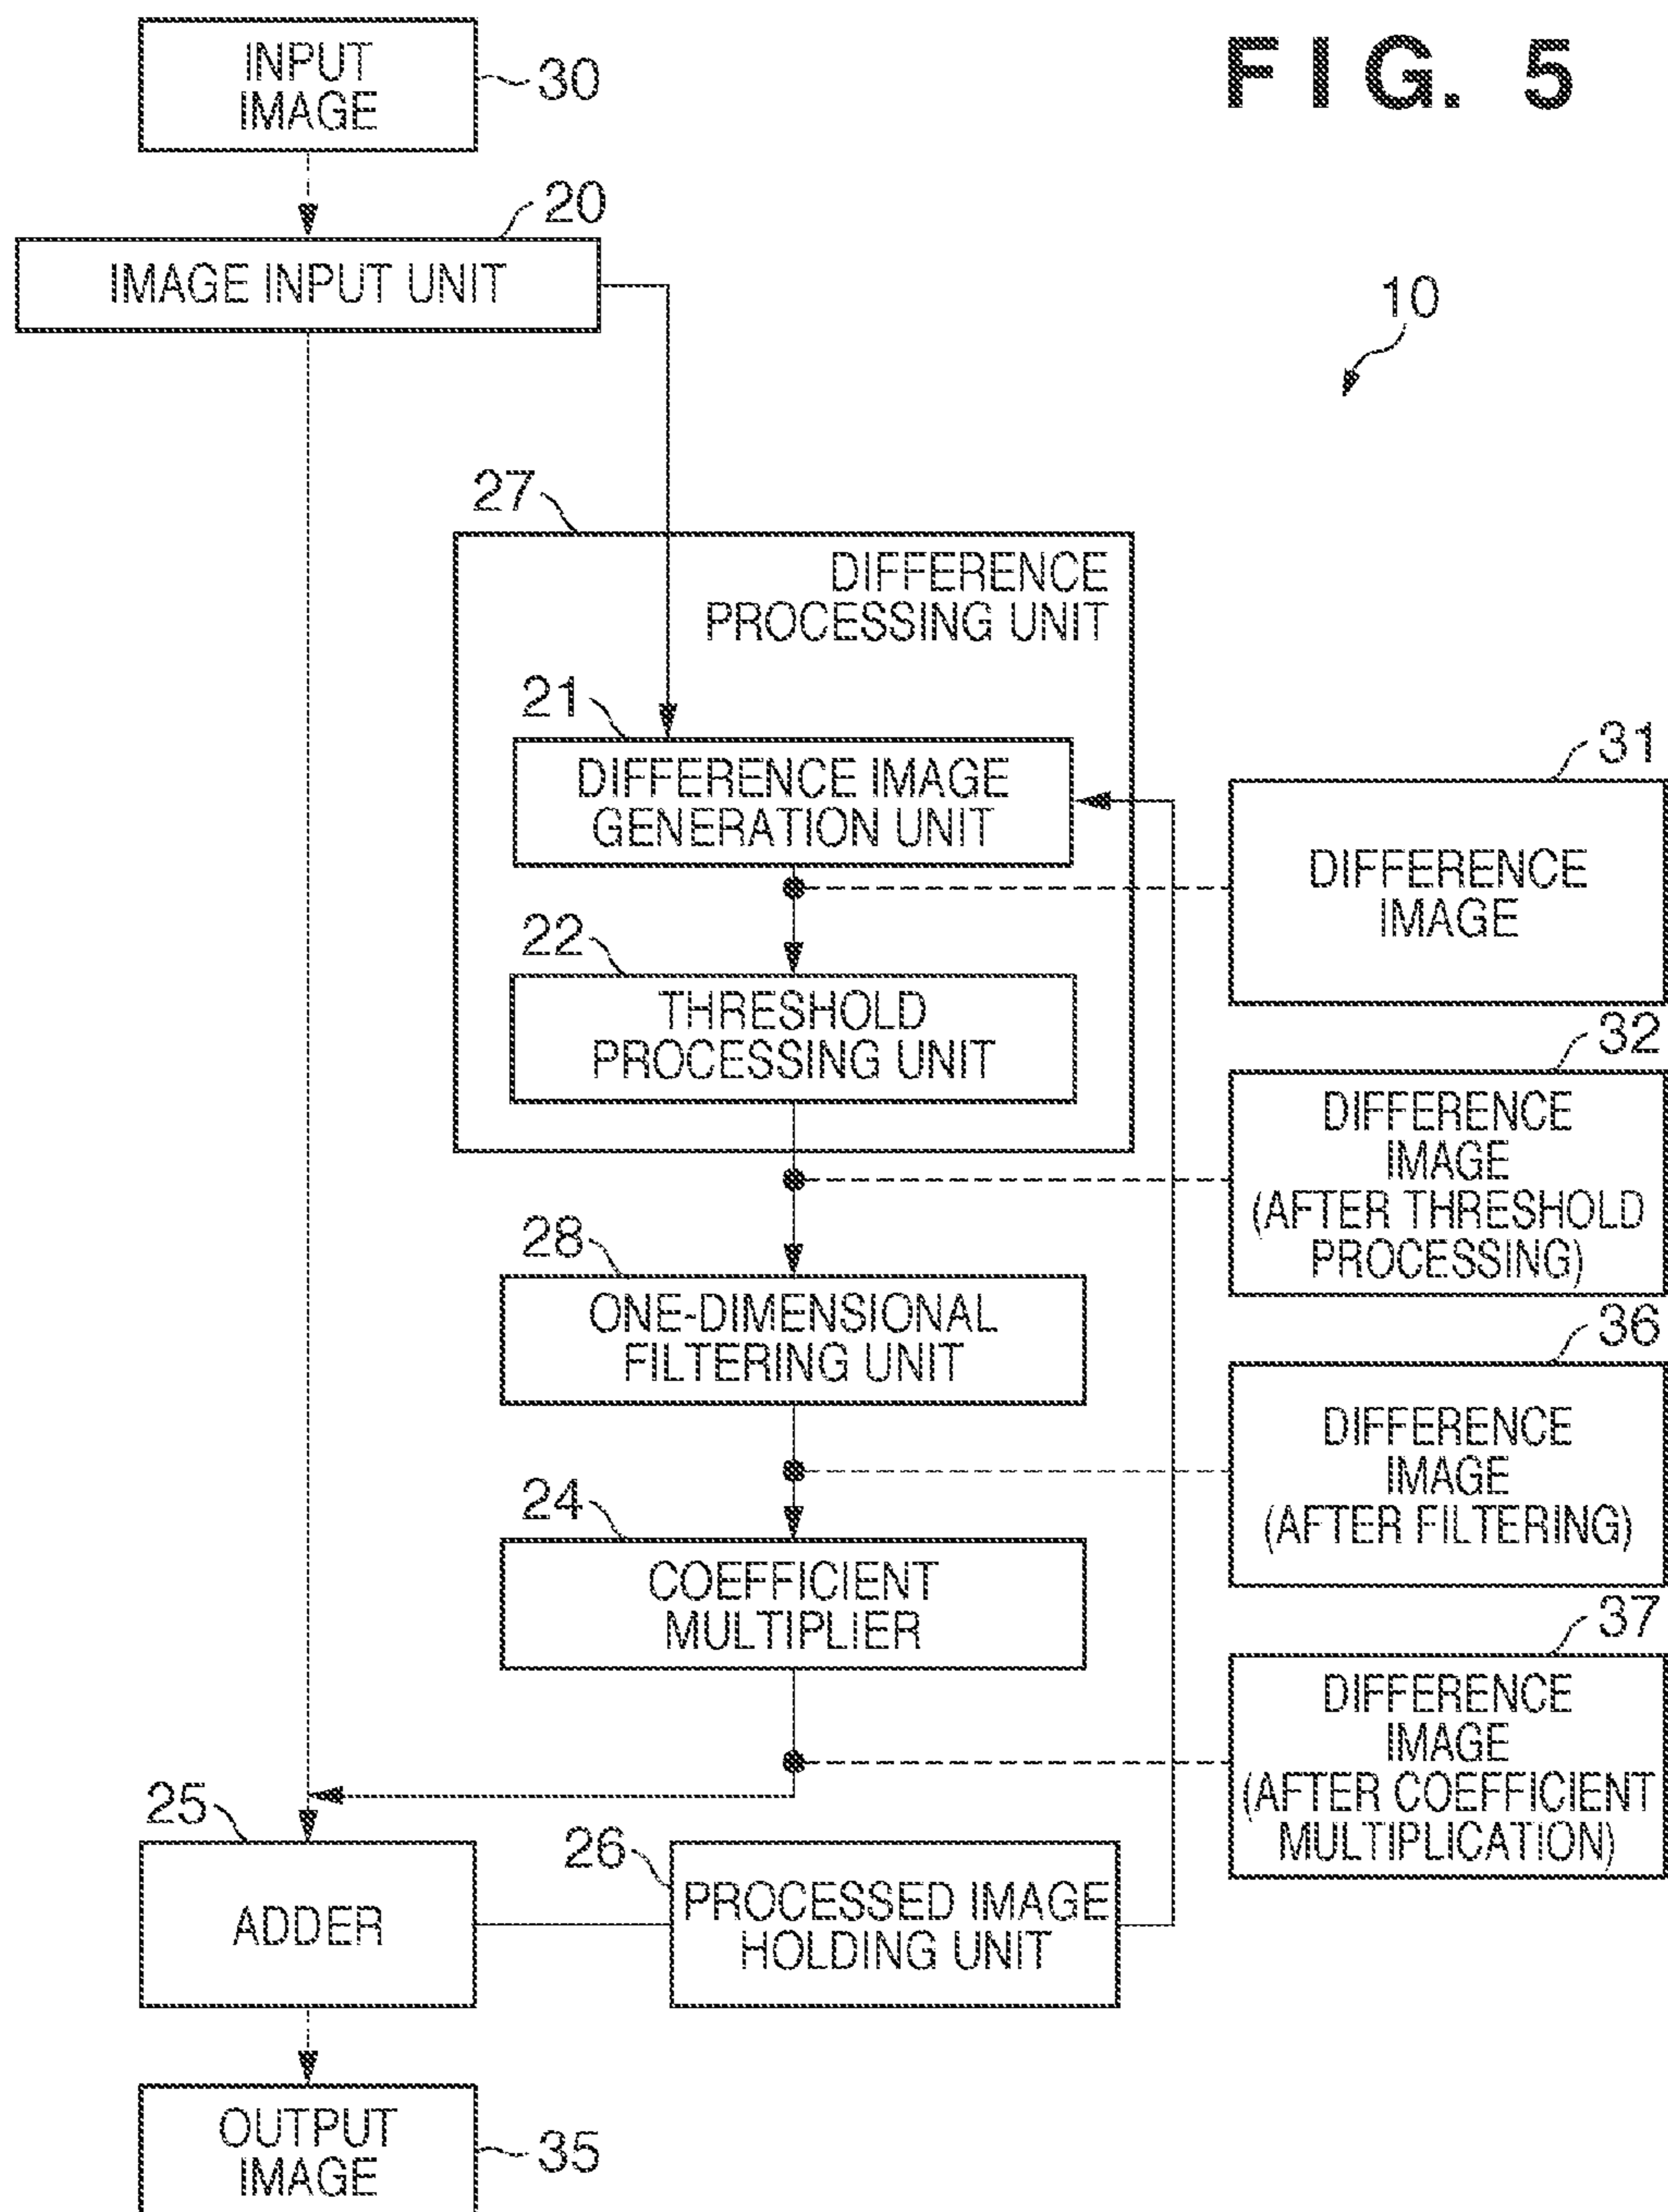 FIG. 5
INPUT
IMAGE
30
20
IMAGE INPUT UNIT
10
27
DIFFERENCE
PROCESSING UNIT
21
DIFFERENCE IMAGE
GENERATION UNIT
31
DIFFERENCE
IMAGE
22
THRESHOLD
PROCESSING UNIT
32
DIFFERENCE
IMAGE
(AFTER THRESHOLD
PROCESSING)
28
ONE-DIMENSIONAL
FILTERING UNIT
36
DIFFERENCE
IMAGE
(AFTER FILTERING)
24
COEFFICIENT
MULTIPLIER
37
DIFFERENCE
IMAGE
(AFTER COEFFICIENT
MULTIPLICATION)
25
ADDER
26
PROCESSED IMAGE
HOLDING UNIT
OUTPUT
IMAGE
35